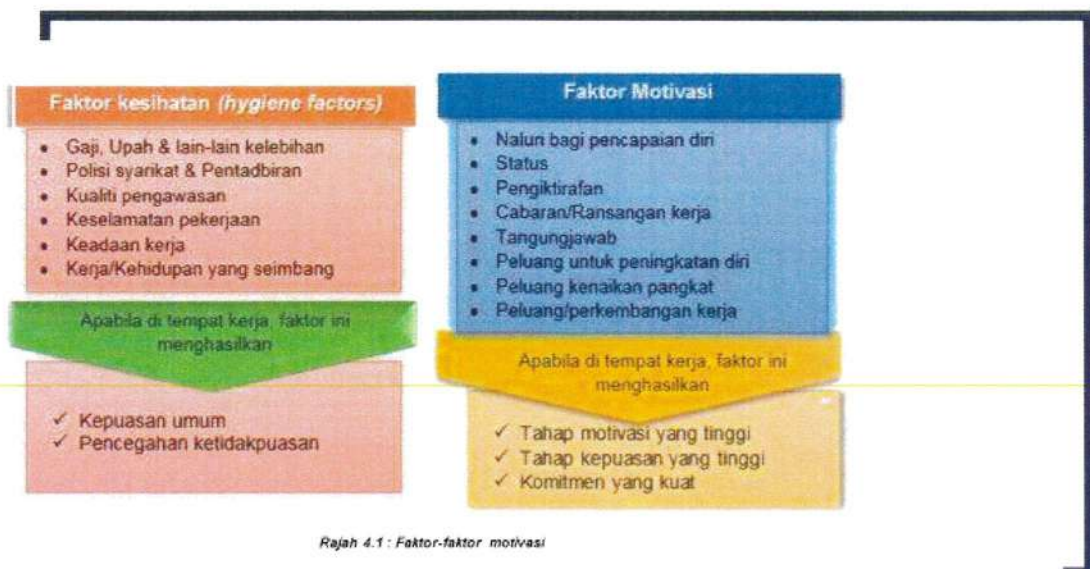 Faktor kesihatan (hygiene factors)
• Gaji, Upah & lain-lain kelebihan
• Polisi syarikat & Pentadbiran
• Kualiti pengawasan
• Keselamatan pekerjaan
• Keadaan kerja
• Kerja/Kehidupan yang seimbang
Apabila di tempat kerja, faktor ini
menghasilkan
✓ Kepuasan umum
✓ Pencegahan ketidakpuasan
Faktor Motivasi
• Naluri bagi pencapaian diri
• Status
• Pengiktirafan
• Cabaran/Ransangan kerja
• Tangungjawab
• Peluang untuk peningkatan diri
• Peluang kenaikan pangkat
• Peluang/perkembangan kerja
Apabila di tempat kerja, faktor ini
menghasilkan
✓ Tahap motivasi yang tinggi
✓ Tahap kepuasan yang tinggi
✓ Komitmen yang kuat
Rajah 4.1 : Faktor-faktor motivasi